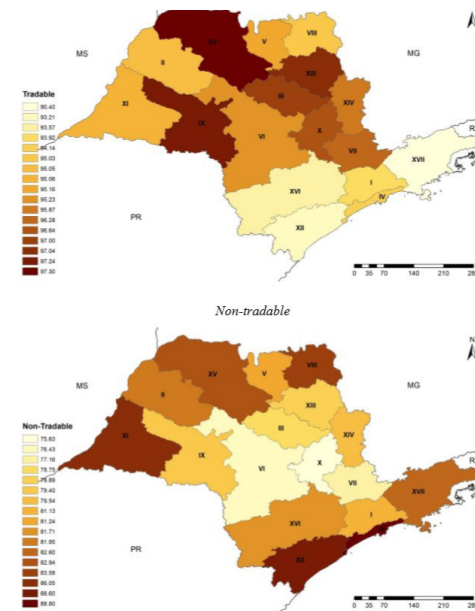 MS
XV
V
VIII
MG
II
XIII
Tradable
90.40
93.21
93.57
93.92
94.14
95.03
95.05
95.06
95.16
95.23
95.87
96.28
96.64
97.00
97.04
97.24
97.30
XI
III
XIV
IX
X
VI
VII
XVII
I
XVI
IV
PR
XII
0 35 70 140 210
Non-tradable
N
MS
XV
V
VIII
MG
II
XIII
Non-Tradable
75.63
76.43
77.16
78.75
78.89
79.40
79.54
81.13
81.24
81.71
81.95
82.60
82.94
83.58
86.05
88.60
88.80
XI
III
XIV
IX
VI
X
VII
XVII
I
XVI
PR
XII
0 35 70 140 210